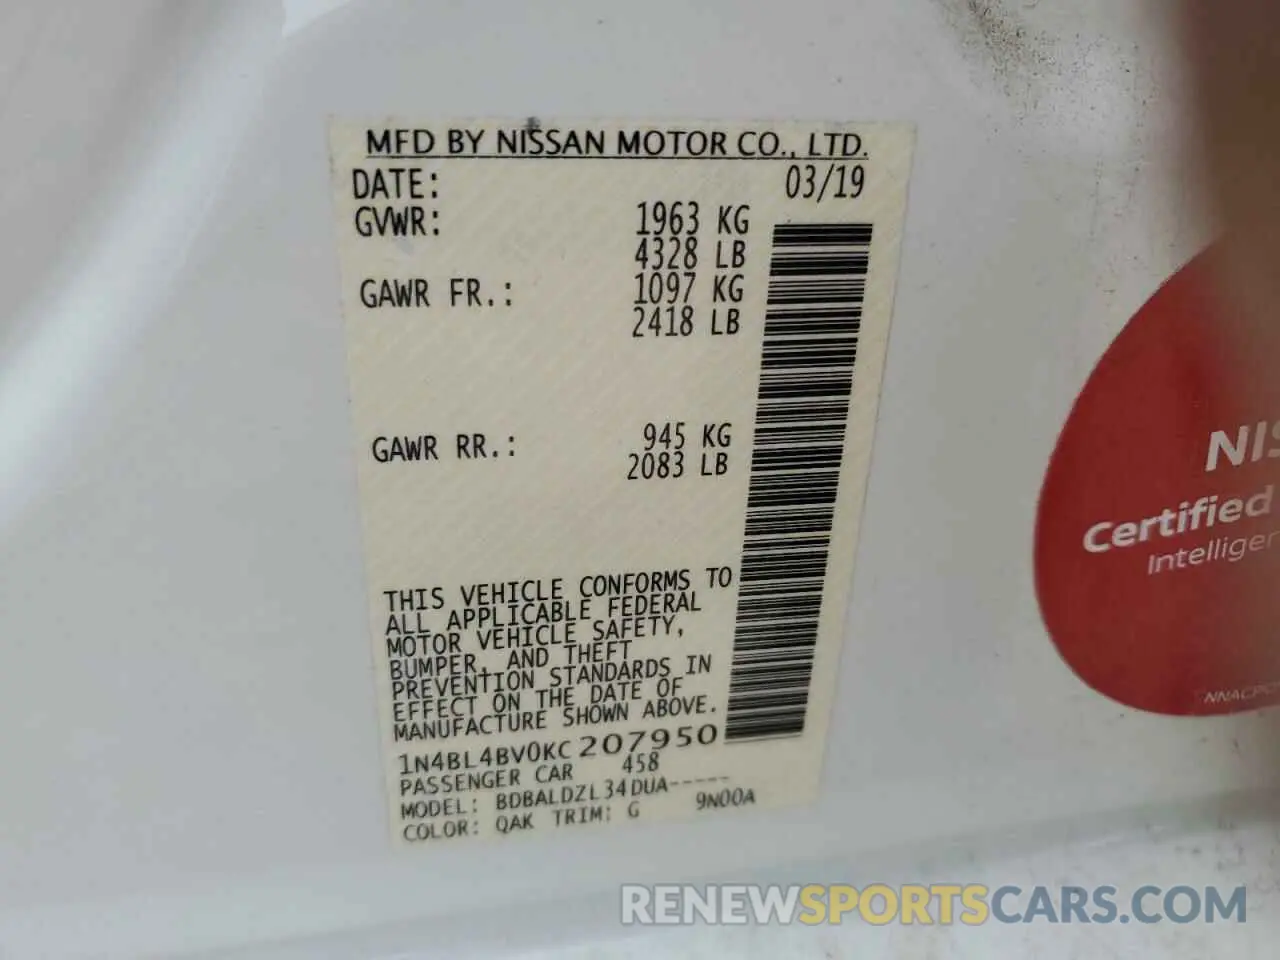 MFD BY NISSAN MOTOR CO., LTD.
DATE: 03/19
GVWR: 1963 KG
4328 LB
GAWR FR.: 1097 KG
2418 LB
GAWR RR.: 945 KG
2083 LB
THIS VEHICLE CONFORMS TO
ALL APPLICABLE FEDERAL
MOTOR VEHICLE SAFETY,
BUMPER, AND THEFT
PREVENTION STANDARDS IN
EFFECT ON THE DATE OF
MANUFACTURE SHOWN ABOVE.
1N4BL4BV0KC207950
PASSENGER CAR 458
MODEL: BDBALDZL34DUA-----
COLOR: QAK TRIM: G 9N00A
NIS
Certified
Intelligen
RENEWSPORTSCARS.COM